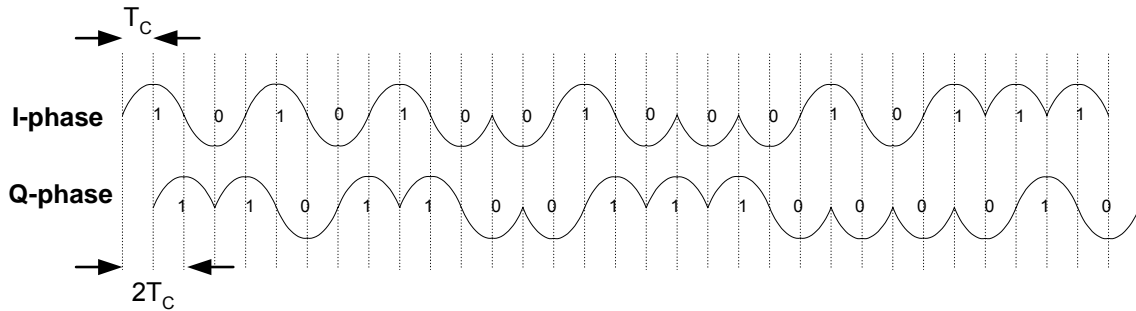 T_C
I-phase 1 0 1 0 1 0 0 1 0 0 0 1 0 1 1 1
Q-phase 1 1 0 1 1 0 0 1 1 1 0 0 0 0 1 0
2T_C